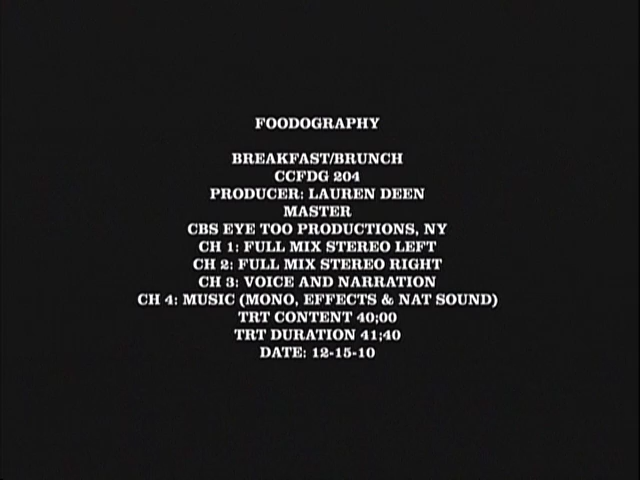 FOODOGRAPHY
BREAKFAST/BRUNCH
CCFDG 204
PRODUCER: LAUREN DEEN
MASTER
CBS EYE TOO PRODUCTIONS, NY
CH 1: FULL MIX STEREO LEFT
CH 2: FULL MIX STEREO RIGHT
CH 3: VOICE AND NARRATION
CH 4: MUSIC (MONO, EFFECTS & NAT SOUND)
TRT CONTENT 40;00
TRT DURATION 41;40
DATE: 12-15-10